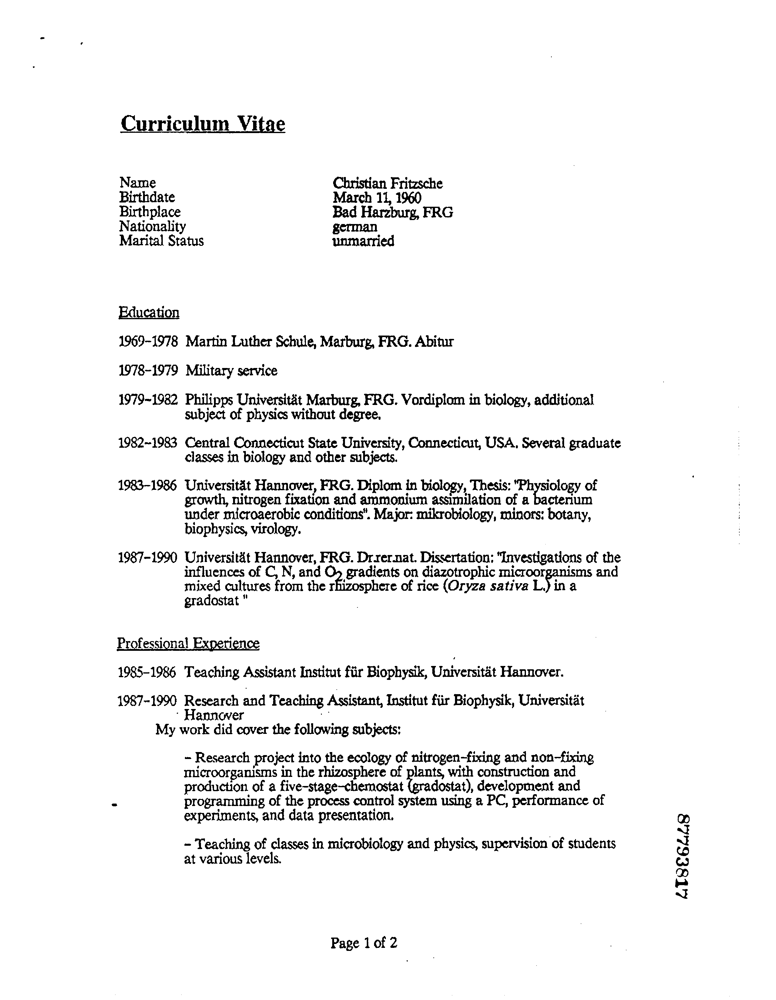 Curriculum Vitae
Name Christian Fritzsche
Birthdate March 11, 1960
Birthplace Bad Harzburg, FRG
Nationality german
Marital Status unmarried
Education
1969-1978 Martin Luther Schule, Marburg, FRG. Abitur
1978-1979 Military service
1979-1982 Philipps Universität Marburg, FRG. Vordiplom in biology, additional
subject of physics without degree.
1982-1983 Central Connecticut State University, Connecticut, USA. Several graduate
classes in biology and other subjects.
1983-1986 Universität Hannover, FRG. Diplom in biology, Thesis: "Physiology of
growth, nitrogen fixation and ammonium assimilation of a bacterium
under microaerobic conditions". Major: mikrobiology, minors: botany,
biophysics, virology.
1987-1990 Universität Hannover, FRG. Dr.rer.nat. Dissertation: "Investigations of the
influences of C, N, and O2 gradients on diazotrophic microorganisms and
mixed cultures from the rhizosphere of rice (Oryza sativa L.) in a
gradostat "
Professional Experience
1985-1986 Teaching Assistant Institut für Biophysik, Universität Hannover.
1987-1990 Research and Teaching Assistant, Institut für Biophysik, Universität
Hannover
My work did cover the following subjects:
- Research project into the ecology of nitrogen-fixing and non-fixing
microorganisms in the rhizosphere of plants, with construction and
production of a five-stage-chemostat (gradostat), development and
programming of the process control system using a PC, performance of
experiments, and data presentation.
- Teaching of classes in microbiology and physics, supervision of students
at various levels.
87793817
Page 1 of 2